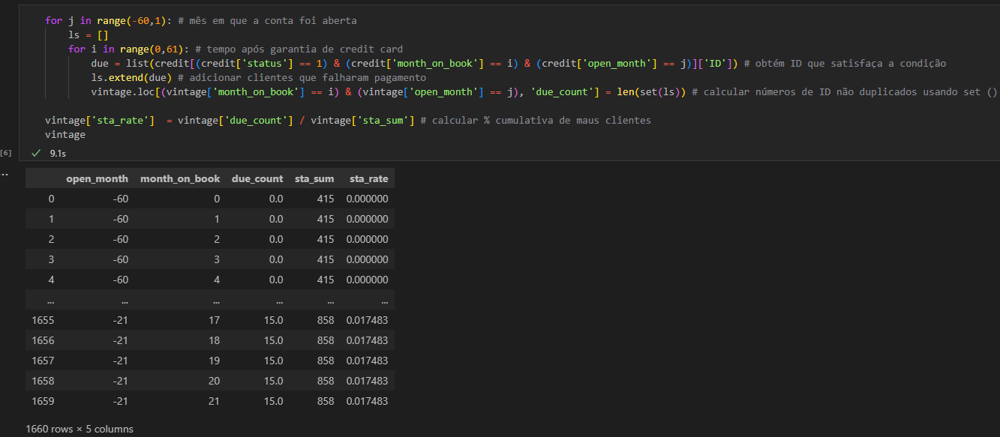 for j in range(-60,1): # mês em que a conta foi aberta
    ls = []
    for i in range(0,61): # tempo após garantia de credit card
        due = list(credit[(credit['status'] == 1) & (credit['month_on_book'] == i) & (credit['open_month'] == j)]['ID']) # obtém ID que satisfaça a condição
        ls.extend(due) # adicionar clientes que falharam pagamento
        vintage.loc[(vintage['month_on_book'] == i) & (vintage['open_month'] == j), 'due_count'] = len(set(ls)) # calcular números de ID não duplicados usando set ()
vintage['sta_rate']  = vintage['due_count'] / vintage['sta_sum'] # calcular % cumulativa de maus clientes
vintage
[6] ✓ 9.1s
...
open_month month_on_book due_count sta_sum sta_rate
0 -60 0 0.0 415 0.000000
1 -60 1 0.0 415 0.000000
2 -60 2 0.0 415 0.000000
3 -60 3 0.0 415 0.000000
4 -60 4 0.0 415 0.000000
... ... ... ... ... ...
1655 -21 17 15.0 858 0.017483
1656 -21 18 15.0 858 0.017483
1657 -21 19 15.0 858 0.017483
1658 -21 20 15.0 858 0.017483
1659 -21 21 15.0 858 0.017483
1660 rows × 5 columns